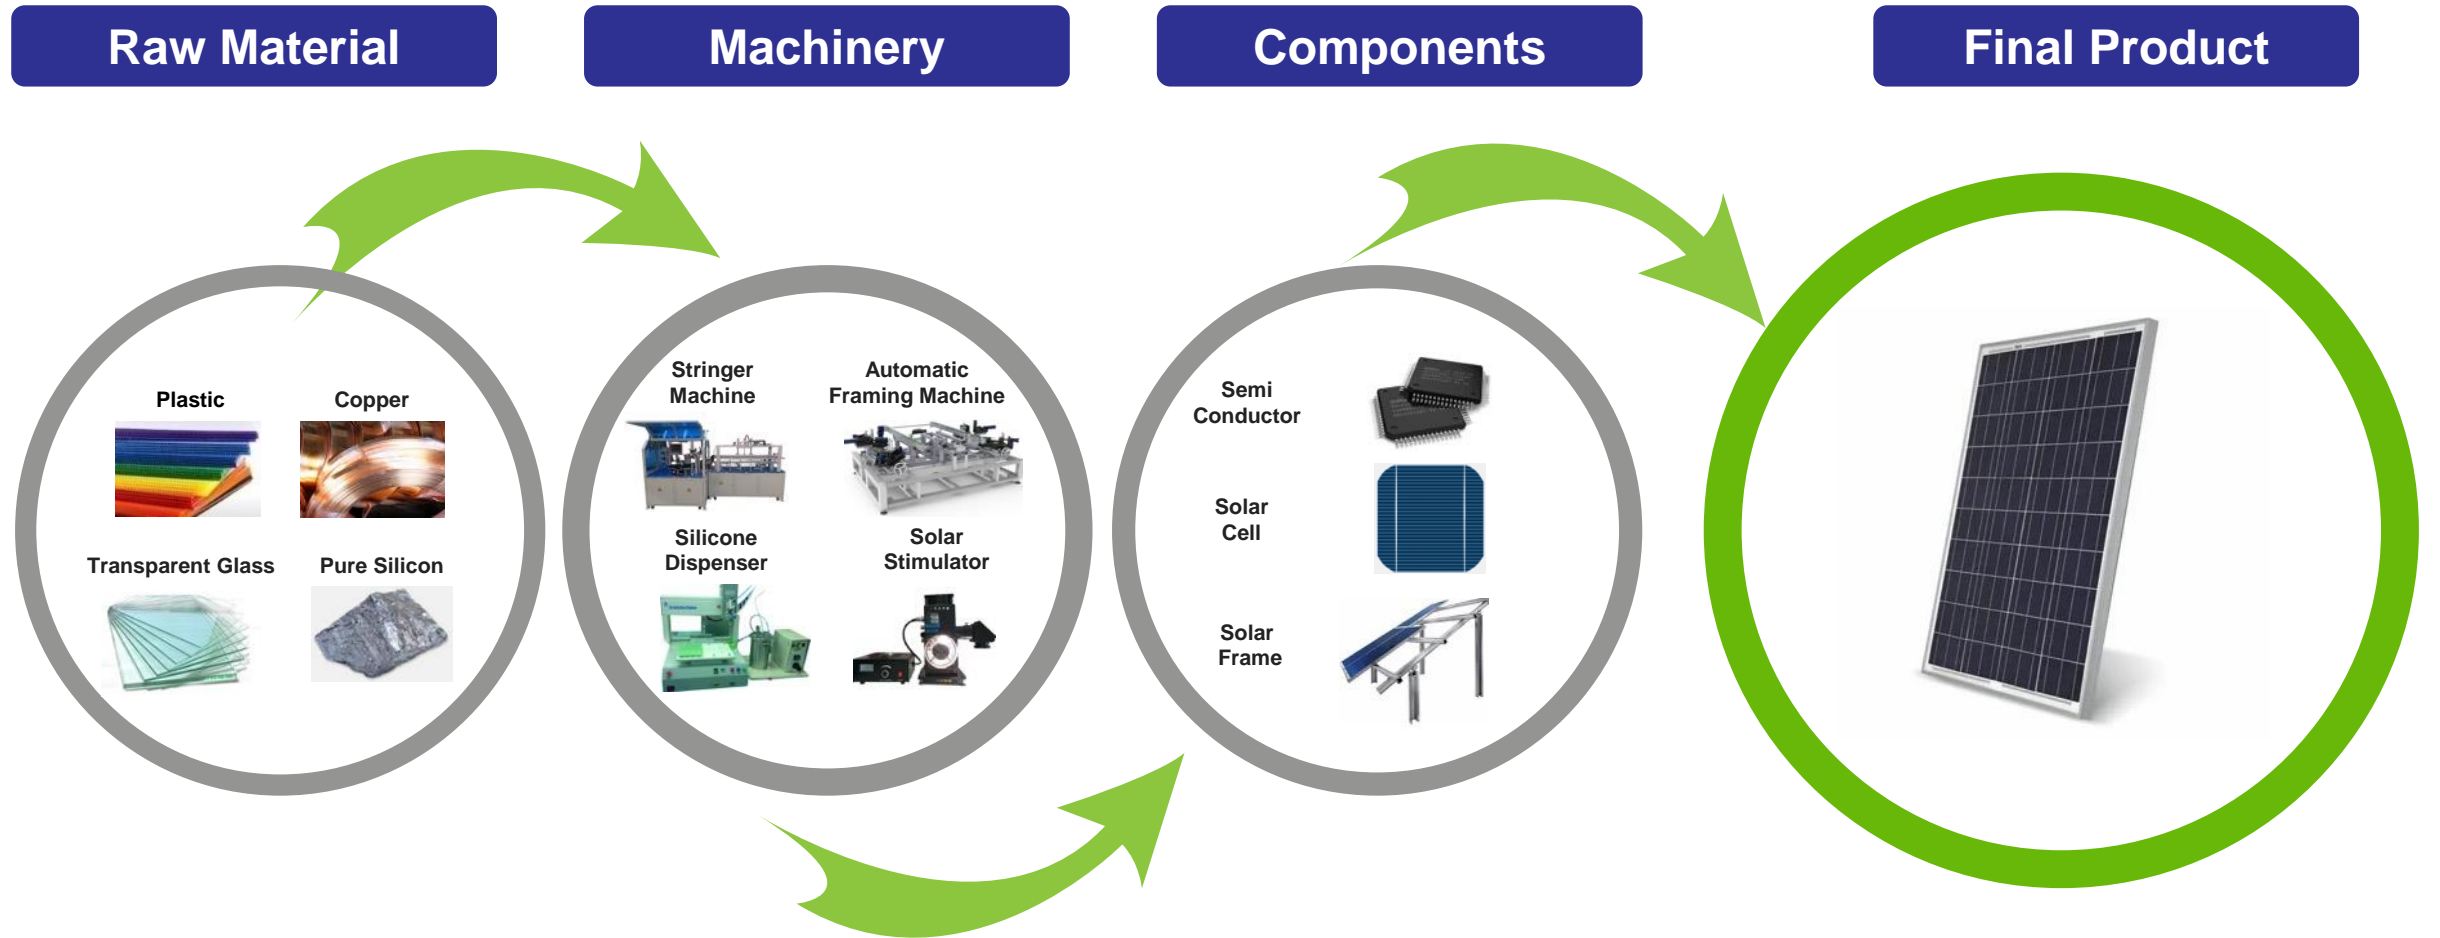 Raw Material
Machinery
Components
Final Product
Plastic
Copper
Transparent Glass
Pure Silicon
Stringer
Machine
Automatic
Framing Machine
Silicone
Dispenser
Solar
Stimulator
Semi
Conductor
Solar
Cell
Solar
Frame